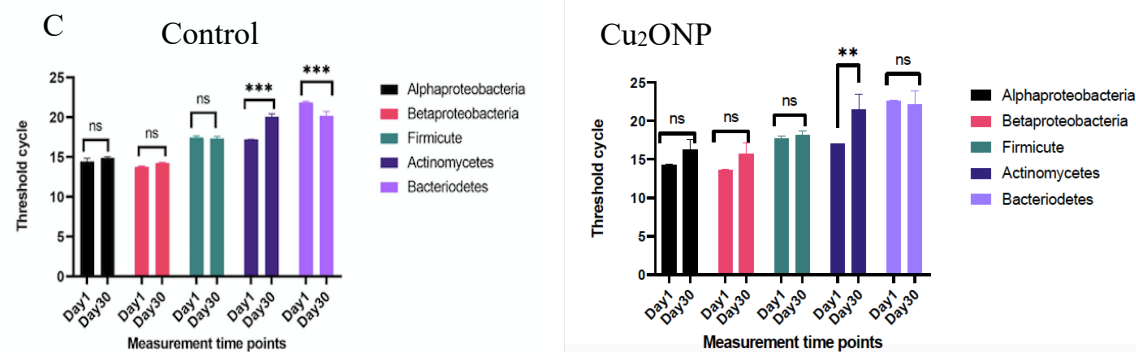 C
Control
25
20
15
10
5
0
Threshold cycle
ns
ns
ns
***
***
Day1
Day30
Day1
Day30
Day1
Day30
Day1
Day30
Day1
Day30
Measurement time points
Alphaproteobacteria
Betaproteobacteria
Firmicute
Actinomycetes
Bacteriodetes
Cu₂ONP
25
20
15
10
5
0
Threshold cycle
ns
ns
ns
**
ns
Day1
Day30
Day1
Day30
Day1
Day30
Day1
Day30
Day1
Day30
Measurement time points
Alphaproteobacteria
Betaproteobacteria
Firmicute
Actinomycetes
Bacteriodetes